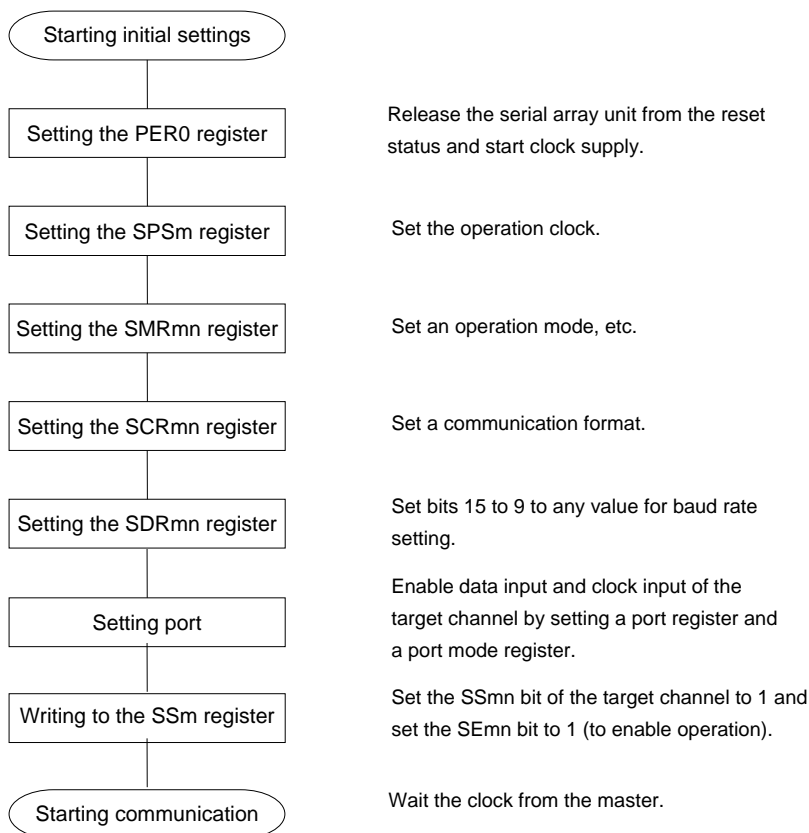 Starting initial settings
Setting the PER0 register
Release the serial array unit from the reset
status and start clock supply.
Setting the SPSm register
Set the operation clock.
Setting the SMRmn register
Set an operation mode, etc.
Setting the SCRmn register
Set a communication format.
Setting the SDRmn register
Set bits 15 to 9 to any value for baud rate
setting.
Setting port
Enable data input and clock input of the
target channel by setting a port register and
a port mode register.
Writing to the SSm register
Set the SSmn bit of the target channel to 1 and
set the SEmn bit to 1 (to enable operation).
Starting communication
Wait the clock from the master.